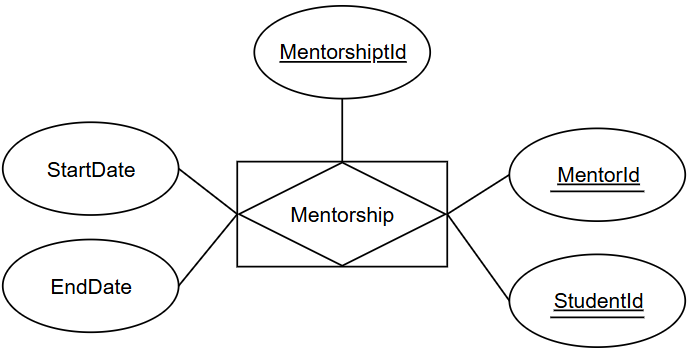 MentorshiptId
StartDate
MentorId
Mentorship
EndDate
StudentId